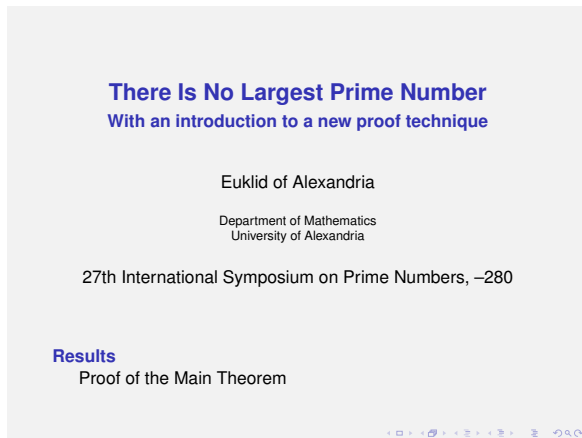 There Is No Largest Prime Number
With an introduction to a new proof technique
Euklid of Alexandria
Department of Mathematics
University of Alexandria
27th International Symposium on Prime Numbers, –280
Results
Proof of the Main Theorem